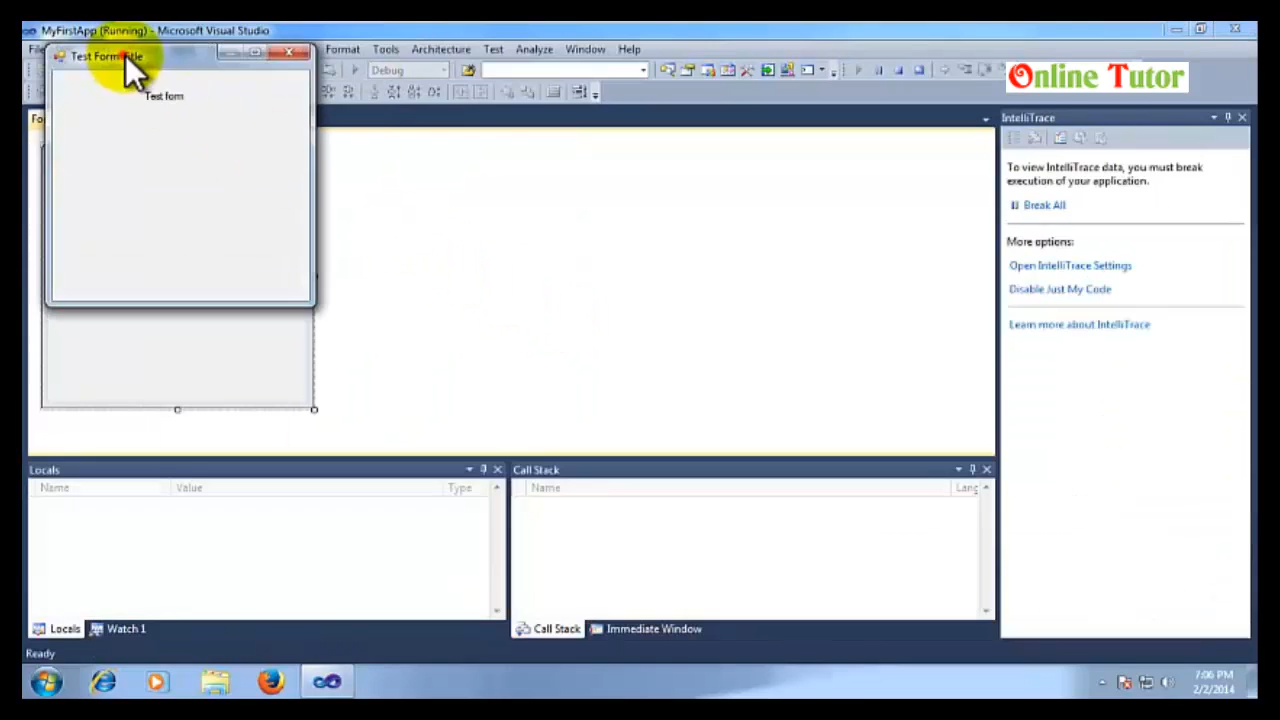 MyFirstApp (Running) - Microsoft Visual Studio
Format Tools Architecture Test Analyze Window Help
Test Form
Debug
Online Tutor
Test form
IntelliTrace
To view IntelliTrace data, you must break
execution of your application.
Break All
More options:
Open IntelliTrace Settings
Disable Just My Code
Learn more about IntelliTrace
Locals
Call Stack
Name Value Type
Name Lang
Locals Watch 1
Call Stack Immediate Window
Ready
7:06 PM
2/2/2014